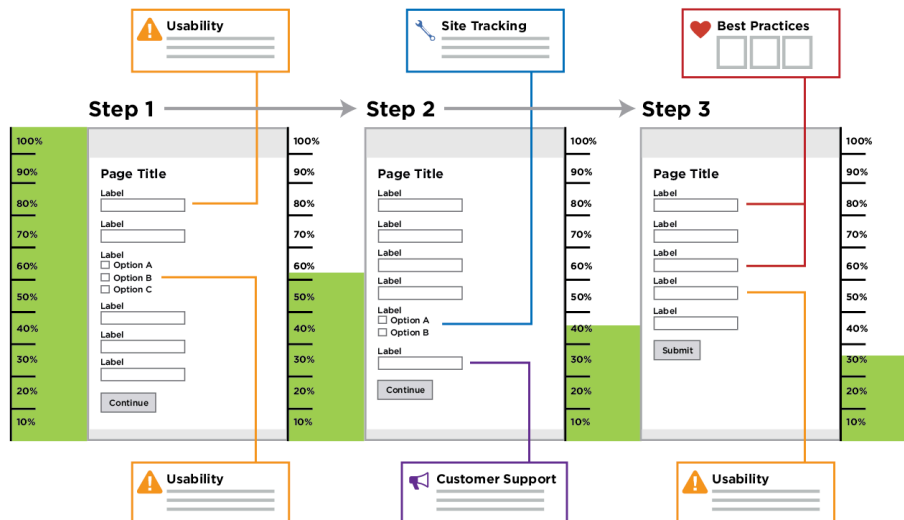 Usability
Site Tracking
Best Practices
Step 1
Step 2
Step 3
100%
90%
80%
70%
60%
50%
40%
30%
20%
10%
Page Title
Label
Label
Label
Option A
Option B
Option C
Label
Label
Label
Continue
100%
90%
80%
70%
60%
50%
40%
30%
20%
10%
Page Title
Label
Label
Label
Label
Label
Option A
Option B
Label
Continue
100%
90%
80%
70%
60%
50%
40%
30%
20%
10%
Page Title
Label
Label
Label
Label
Label
Submit
100%
90%
80%
70%
60%
50%
40%
30%
20%
10%
Usability
Customer Support
Usability